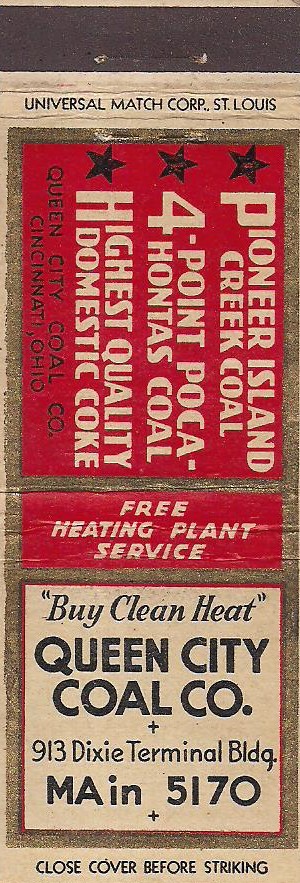 UNIVERSAL MATCH CORP., ST. LOUIS
PIONEER ISLAND
CREEK COAL
4-POINT POCA-
HONTAS COAL
HIGHEST QUALITY
DOMESTIC COKE
QUEEN CITY COAL CO.
CINCINNATI, OHIO
FREE
HEATING PLANT
SERVICE
"Buy Clean Heat"
QUEEN CITY
COAL CO.
+
913 Dixie Terminal Bldg.
MAin 5170
+
CLOSE COVER BEFORE STRIKING